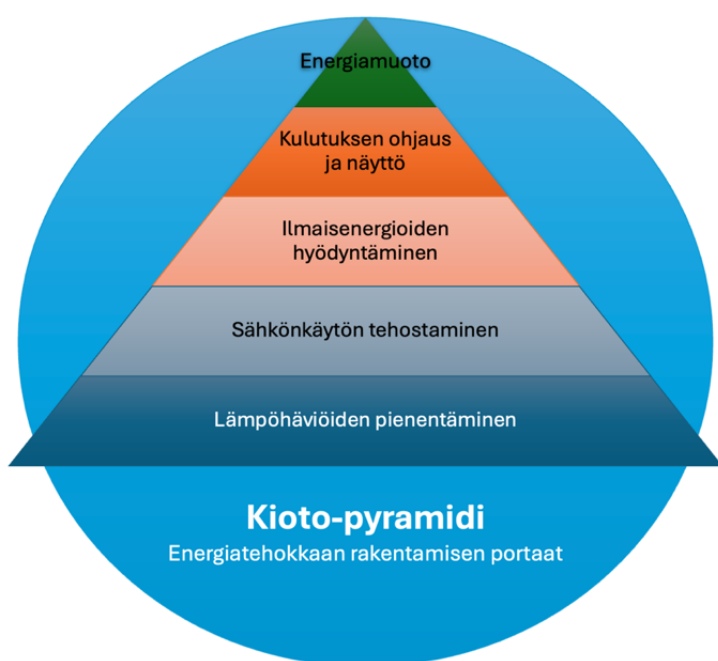 Energiamuoto
Kulutuksen ohjaus
ja näyttö
Ilmaisenergioiden
hyödyntäminen
Sähkönkäytön tehostaminen
Lämpöhäviöiden pienentäminen
Kioto-pyramidi
Energiatehokkaan rakentamisen portaat